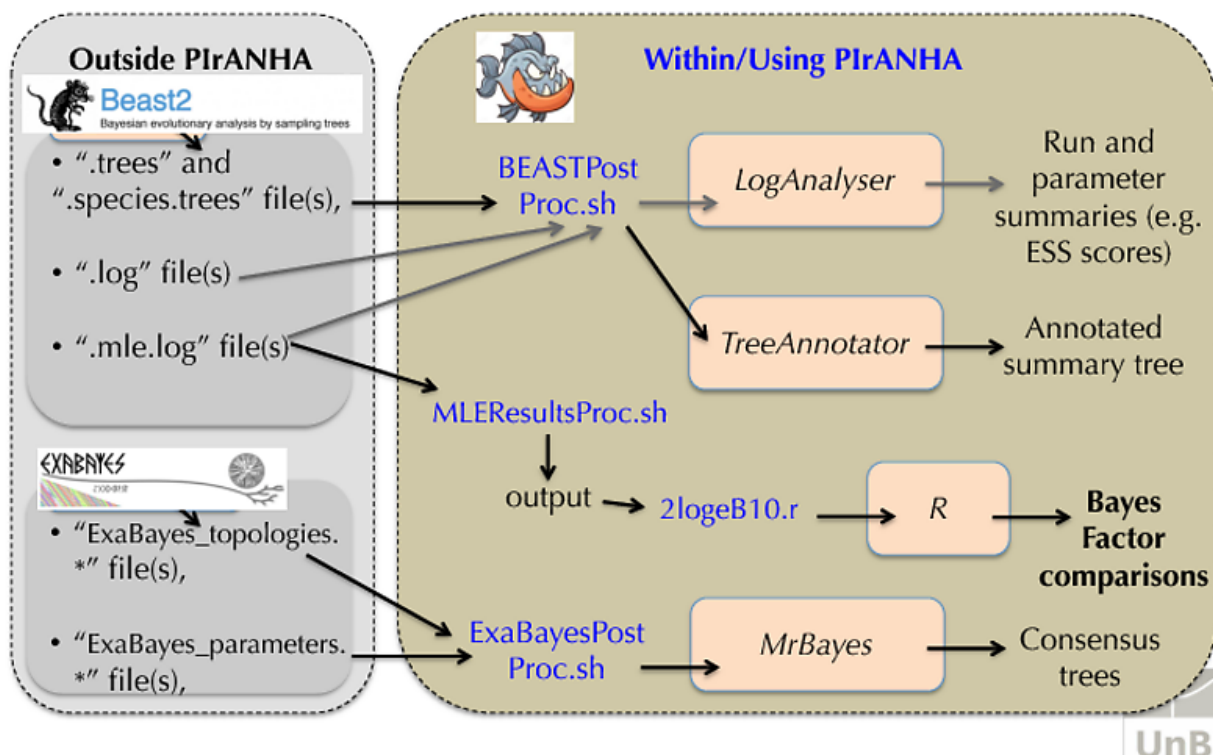 Outside PIrANHA
Beast2
Bayesian evolutionary analysis by sampling trees
• “.trees” and
“.species.trees” file(s),
• “.log” file(s)
• “.mle.log” file(s)
EXABAYES
• “ExaBayes_topologies.
*” file(s),
• “ExaBayes_parameters.
*” file(s),
Within/Using PIrANHA
BEASTPost
Proc.sh
LogAnalyser
Run and
parameter
summaries (e.g.
ESS scores)
TreeAnnotator
Annotated
summary tree
MLEResultsProc.sh
output
2logeB10.r
R
Bayes
Factor
comparisons
ExaBayesPost
Proc.sh
MrBayes
Consensus
trees
UnB